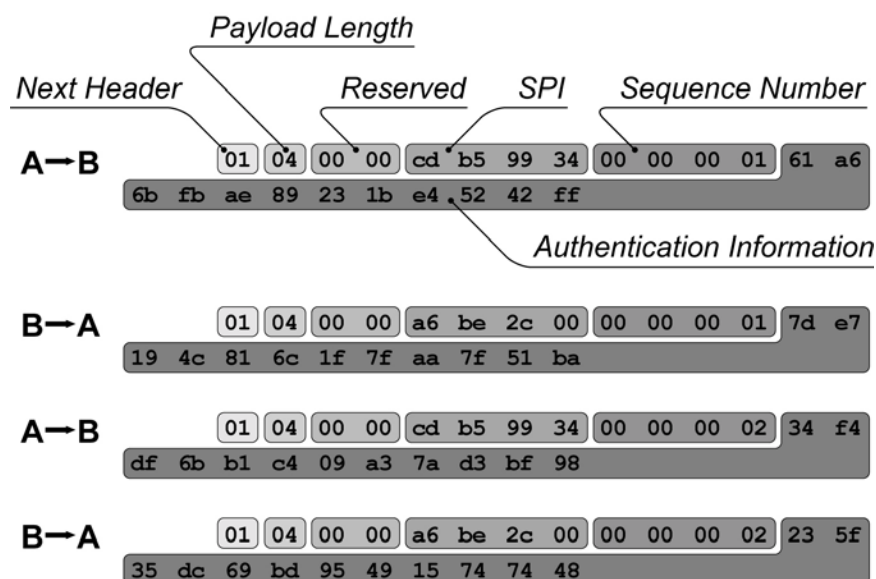 Payload Length
Next Header Reserved SPI Sequence Number
A→B 01 04 00 00 cd b5 99 34 00 00 00 01 61 a6
6b fb ae 89 23 1b e4 52 42 ff
Authentication Information
B→A 01 04 00 00 a6 be 2c 00 00 00 00 01 7d e7
19 4c 81 6c 1f 7f aa 7f 51 ba
A→B 01 04 00 00 cd b5 99 34 00 00 00 02 34 f4
df 6b b1 c4 09 a3 7a d3 bf 98
B→A 01 04 00 00 a6 be 2c 00 00 00 00 02 23 5f
35 dc 69 bd 95 49 15 74 74 48